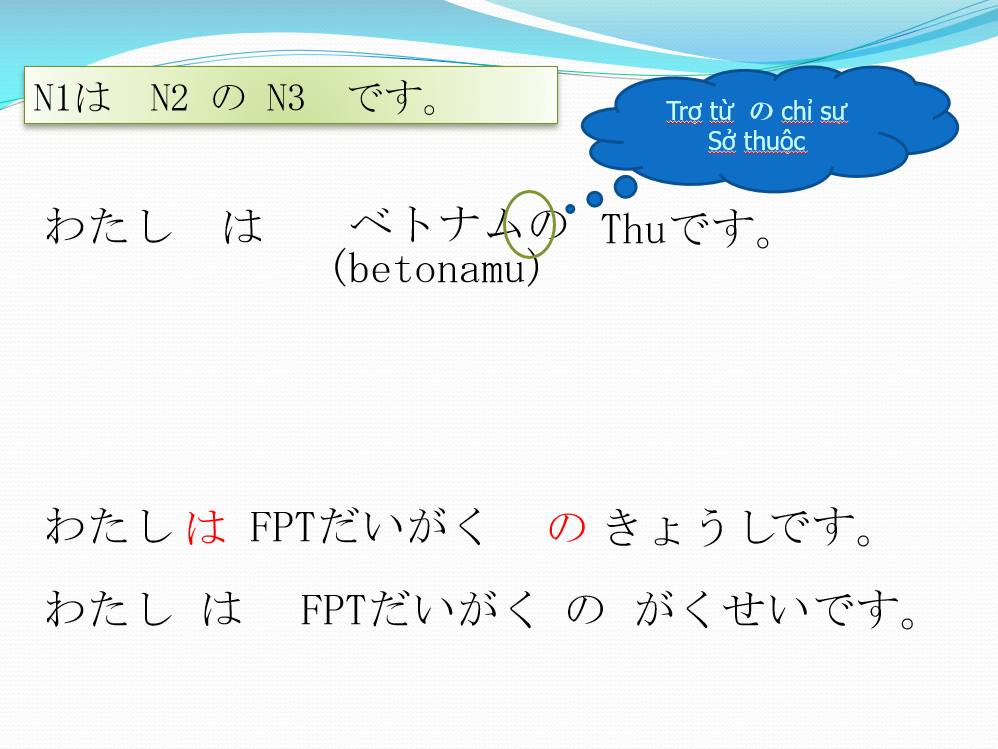 N1は N2 の N3 です。
Trợ từ の chỉ sự
Sở thuộc
わたし は ベトナムの Thuです。
(betonamu)
わたしは FPTだいがく の きょうしです。
わたし は FPTだいがく の がくせいです。